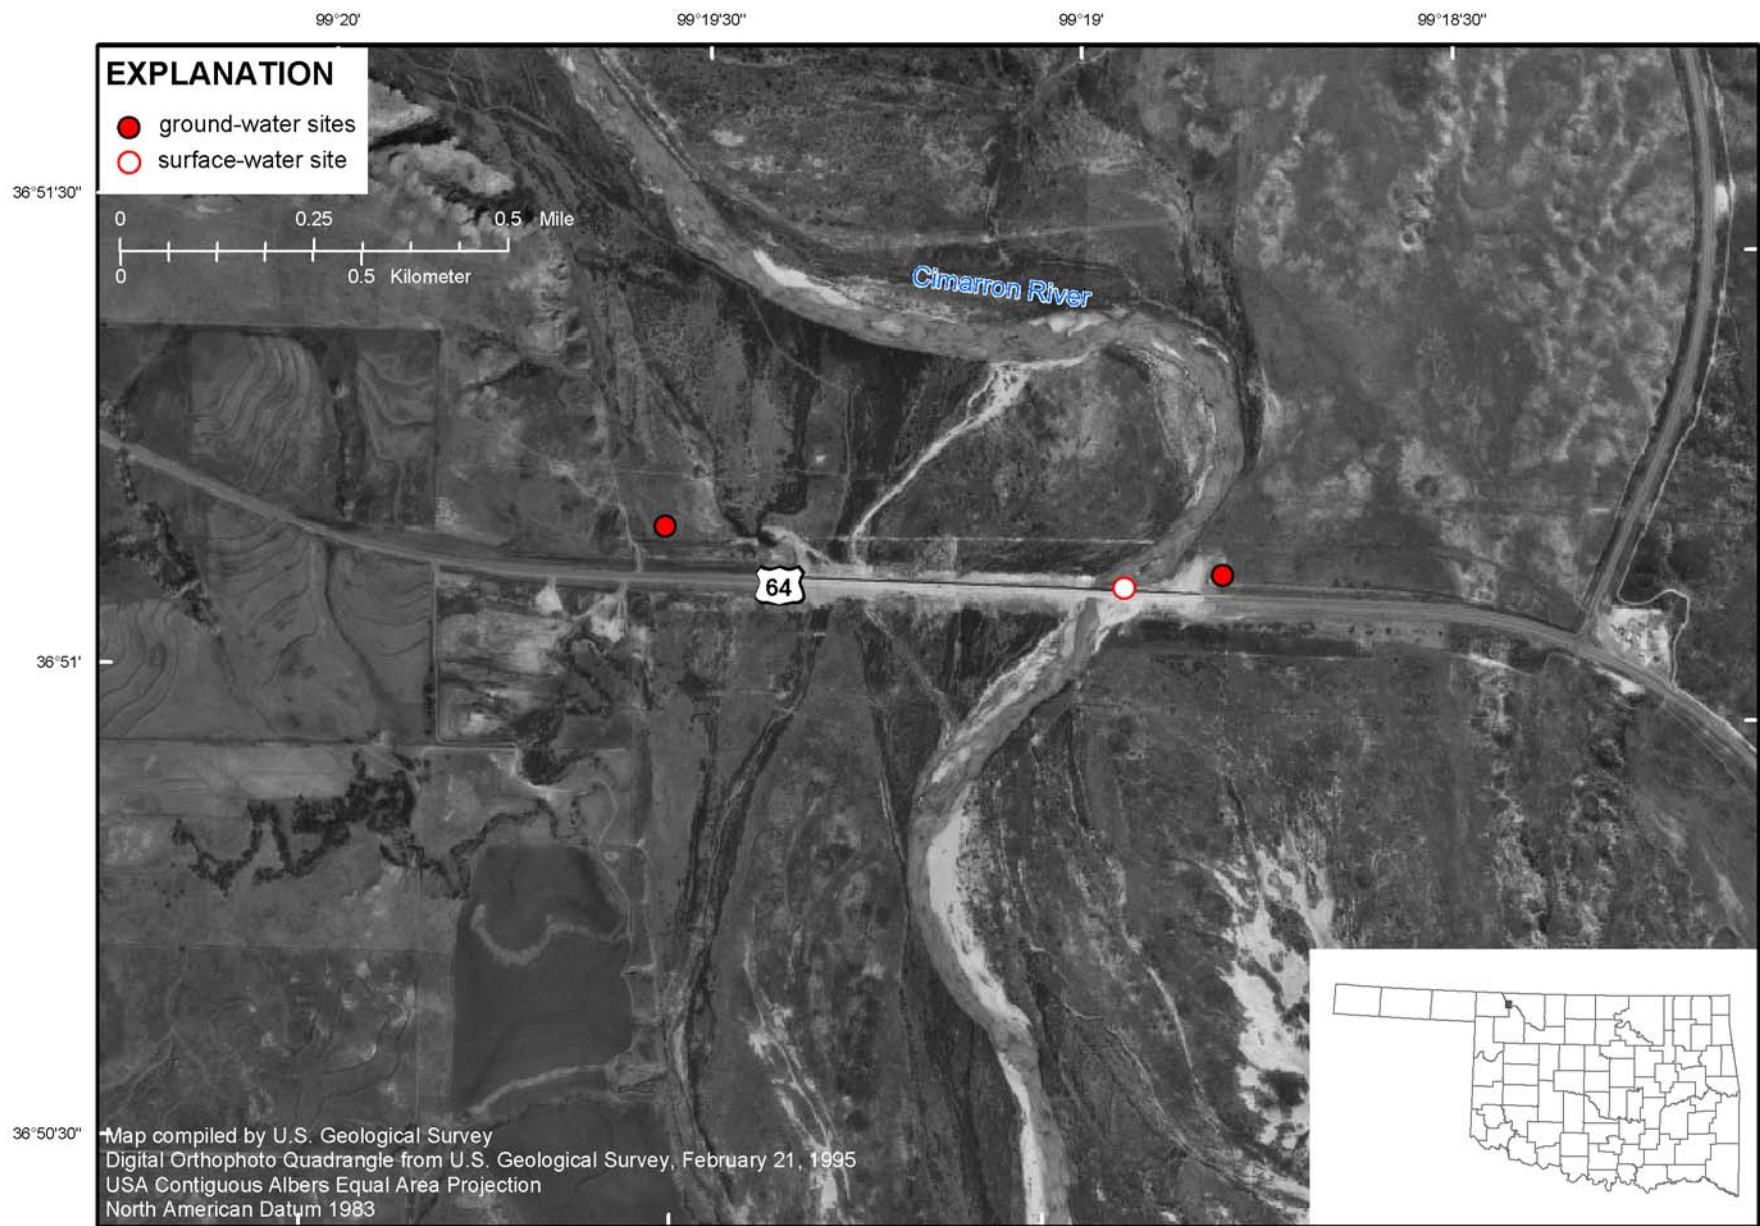 99°20' 99°19'30" 99°19' 99°18'30"
EXPLANATION
ground-water sites
surface-water site
36°51'30"
0 0.25 0.5 Mile
0 0.5 Kilometer
Cimarron River
64
36°51'
36°50'30"
Map compiled by U.S. Geological Survey
Digital Orthophoto Quadrangle from U.S. Geological Survey, February 21, 1995
USA Contiguous Albers Equal Area Projection
North American Datum 1983